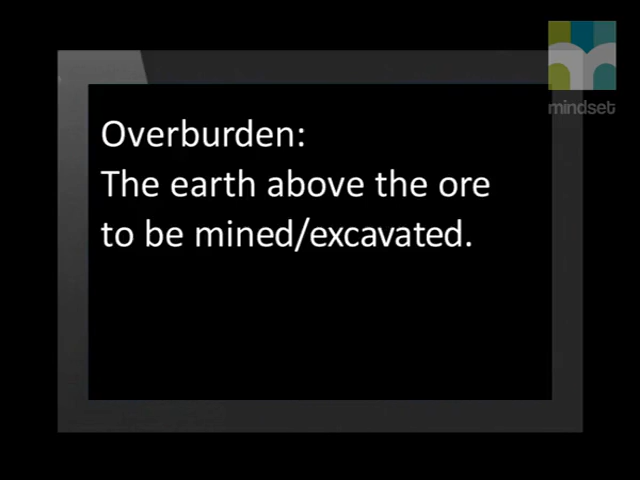 mindset
Overburden:
The earth above the ore
to be mined/excavated.